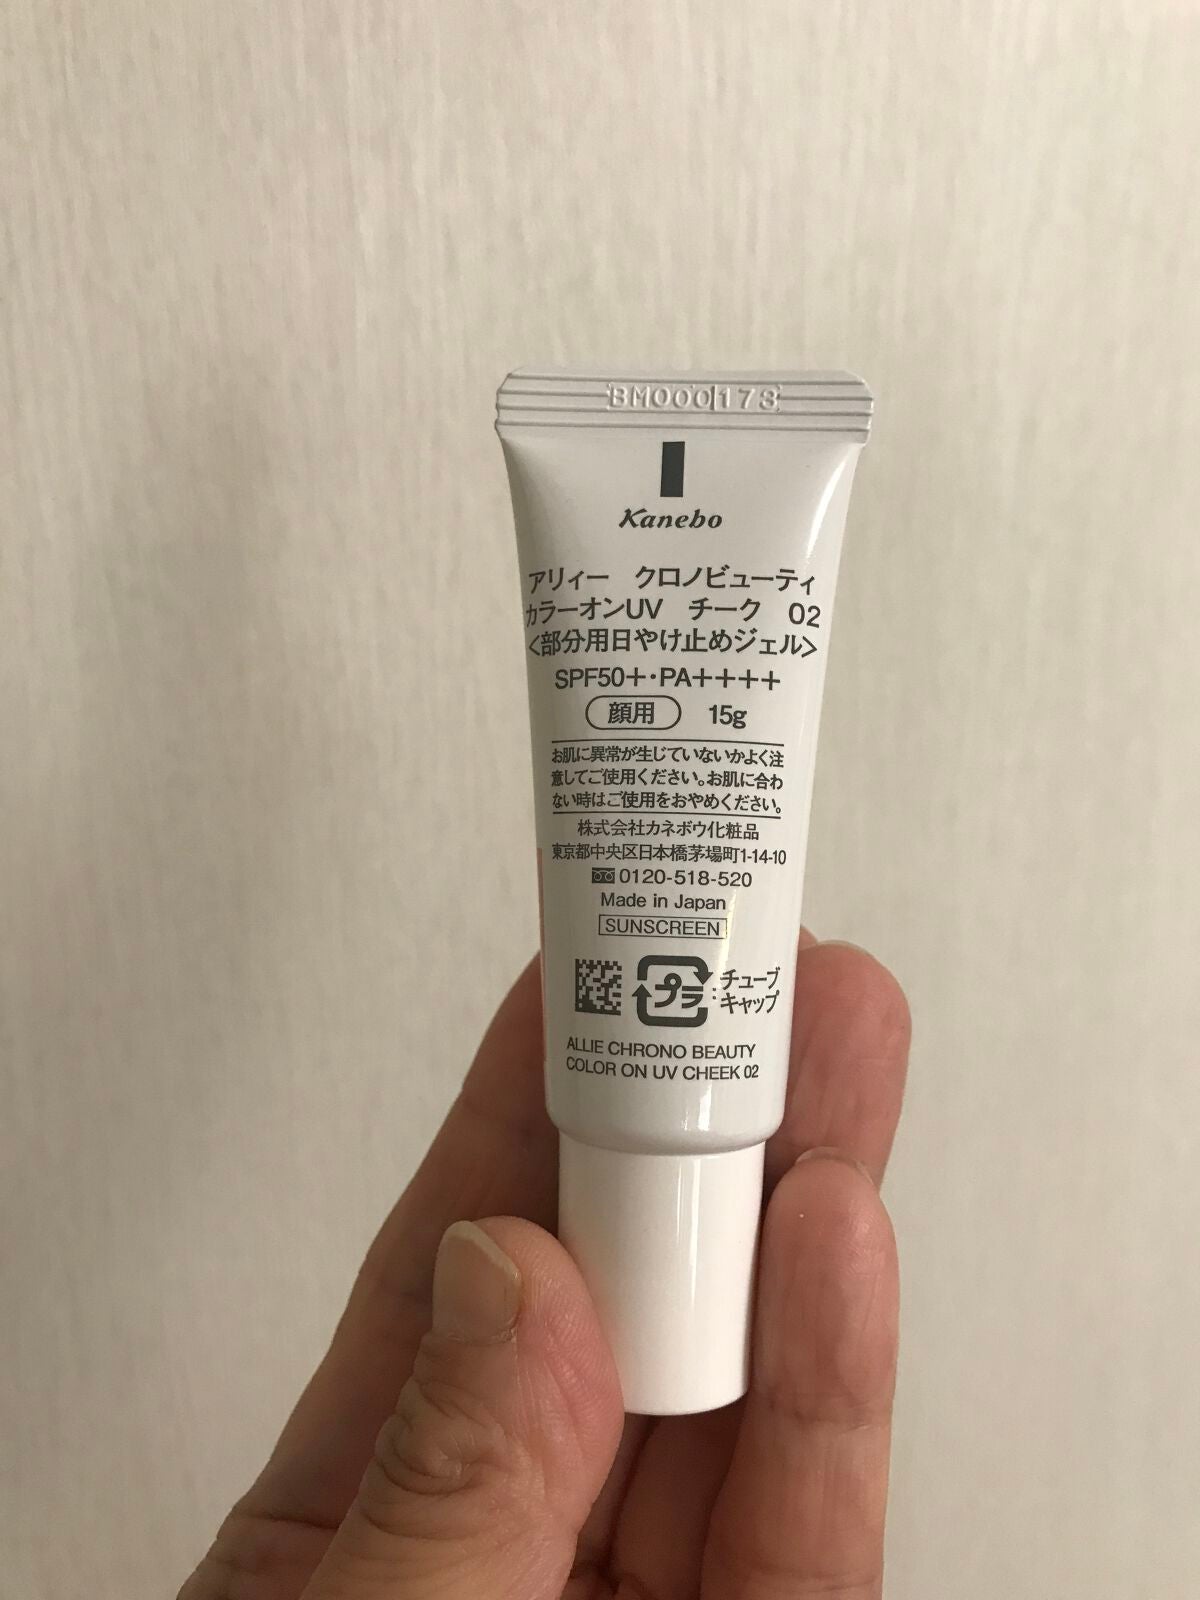 BM000173
Kanebo
アリィー クロノビューティ
カラーオンUV チーク 02
<部分用日やけ止めジェル>
SPF50+・PA++++
顔用 15g
お肌に異常が生じていないかよく注
意してご使用ください。お肌に合わ
ない時はご使用をおやめください。
株式会社カネボウ化粧品
東京都中央区日本橋茅場町1-14-10
0120-518-520
Made in Japan
SUNSCREEN
プラ : チューブ
キャップ
ALLIE CHRONO BEAUTY
COLOR ON UV CHEEK 02